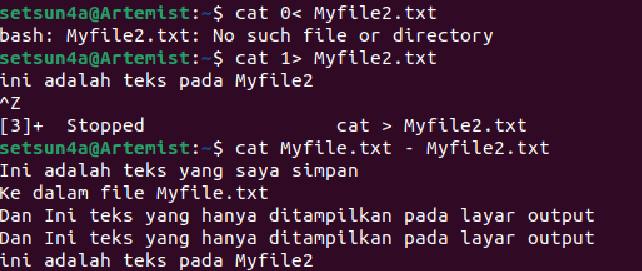 setsun4a@Artemist:~$ cat 0< Myfile2.txt
bash: Myfile2.txt: No such file or directory
setsun4a@Artemist:~$ cat 1> Myfile2.txt
ini adalah teks pada Myfile2
^Z
[3]+  Stopped                 cat > Myfile2.txt
setsun4a@Artemist:~$ cat Myfile.txt - Myfile2.txt
Ini adalah teks yang saya simpan
Ke dalam file Myfile.txt
Dan Ini teks yang hanya ditampilkan pada layar output
Dan Ini teks yang hanya ditampilkan pada layar output
ini adalah teks pada Myfile2